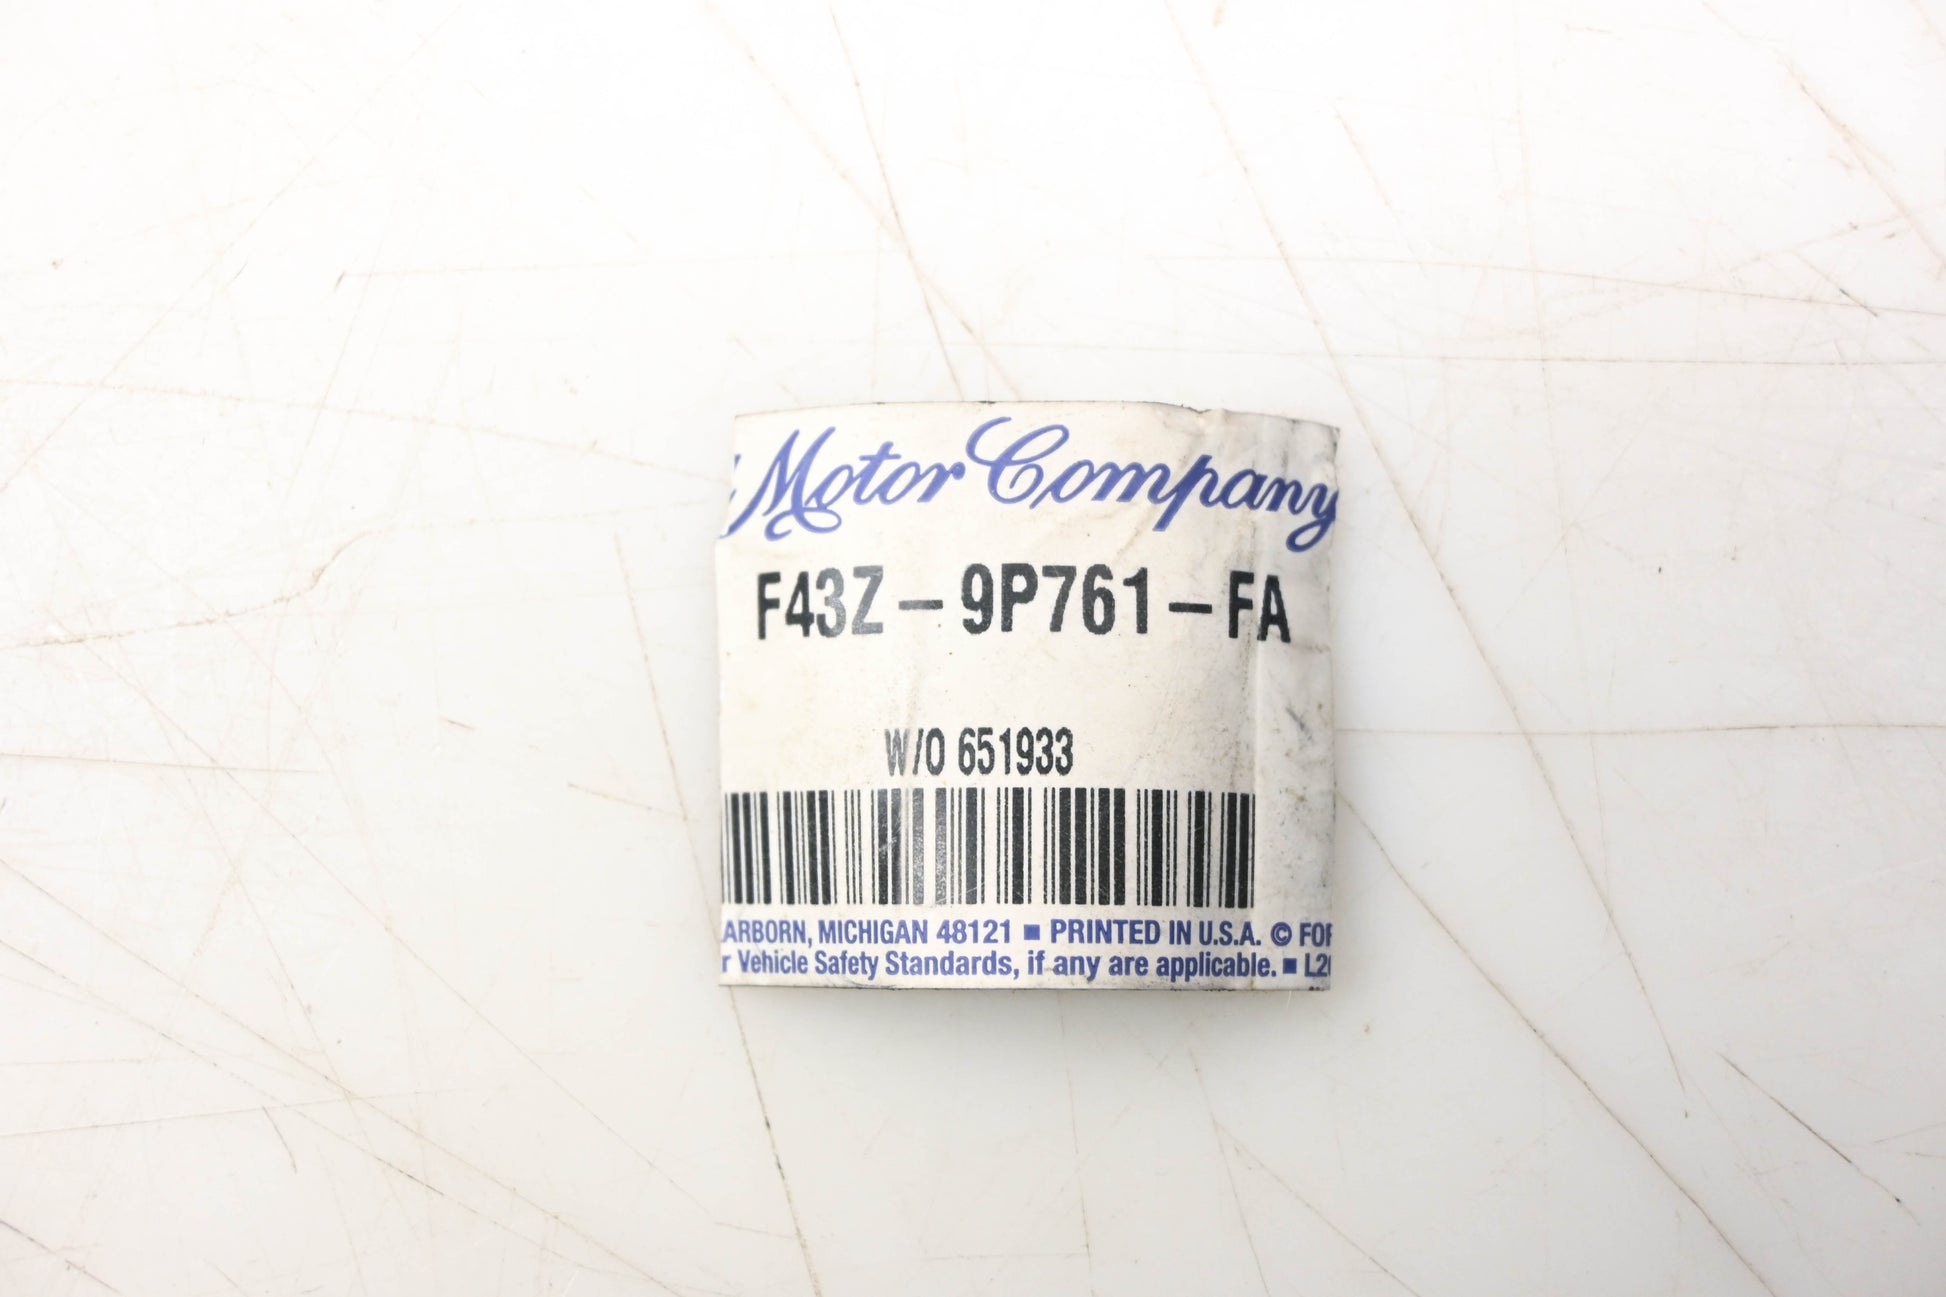 Motor Company
F43Z-9P761-FA
W/O 651933
ARBORN, MICHIGAN 48121 ■ PRINTED IN U.S.A. © FOR
r Vehicle Safety Standards, if any are applicable. ■ L2